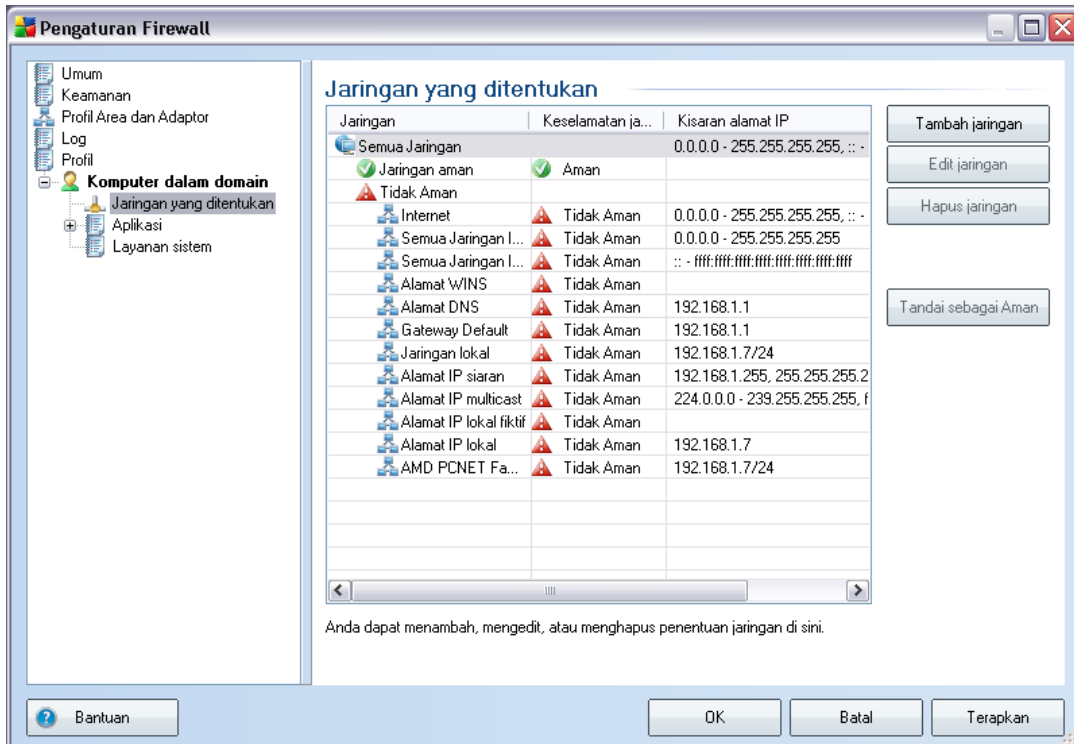 Pengaturan Firewall
Umum
Keamanan
Profil Area dan Adaptor
Log
Profil
Komputer dalam domain
Jaringan yang ditentukan
Aplikasi
Layanan sistem
Jaringan yang ditentukan
Jaringan Keselamatan ja... Kisaran alamat IP
Semua Jaringan 0.0.0.0 - 255.255.255.255, :: -
Jaringan aman Aman
Tidak Aman
Internet Tidak Aman 0.0.0.0 - 255.255.255.255, :: -
Semua Jaringan I... Tidak Aman 0.0.0.0 - 255.255.255.255
Semua Jaringan I... Tidak Aman :: - ffff:ffff:ffff:ffff:ffff:ffff:ffff:ffff
Alamat WINS Tidak Aman
Alamat DNS Tidak Aman 192.168.1.1
Gateway Default Tidak Aman 192.168.1.1
Jaringan lokal Tidak Aman 192.168.1.7/24
Alamat IP siaran Tidak Aman 192.168.1.255, 255.255.255.2
Alamat IP multicast Tidak Aman 224.0.0.0 - 239.255.255.255, f
Alamat IP lokal fiktif Tidak Aman
Alamat IP lokal Tidak Aman 192.168.1.7
AMD PCNET Fa... Tidak Aman 192.168.1.7/24
Tambah jaringan
Edit jaringan
Hapus jaringan
Tandai sebagai Aman
Anda dapat menambah, mengedit, atau menghapus penentuan jaringan di sini.
Bantuan
OK
Batal
Terapkan